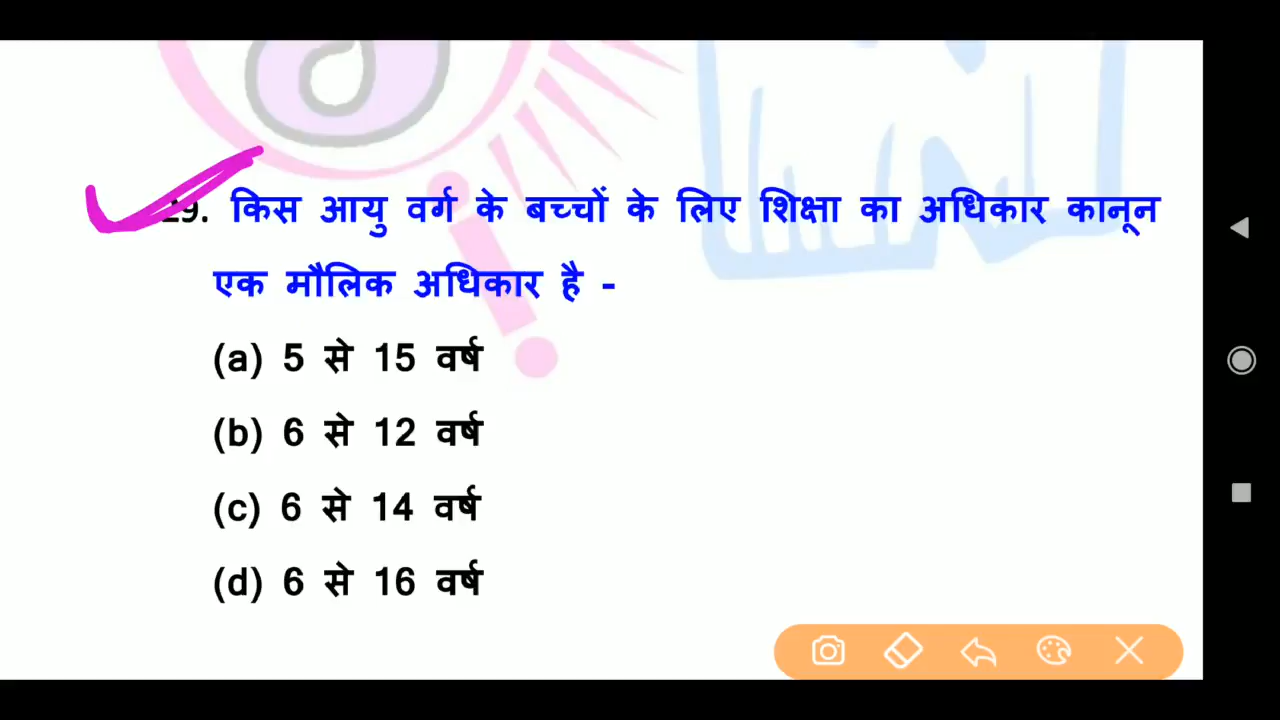 29. किस आयु वर्ग के बच्चों के लिए शिक्षा का अधिकार कानून
एक मौलिक अधिकार है -
(a) 5 से 15 वर्ष
(b) 6 से 12 वर्ष
(c) 6 से 14 वर्ष
(d) 6 से 16 वर्ष